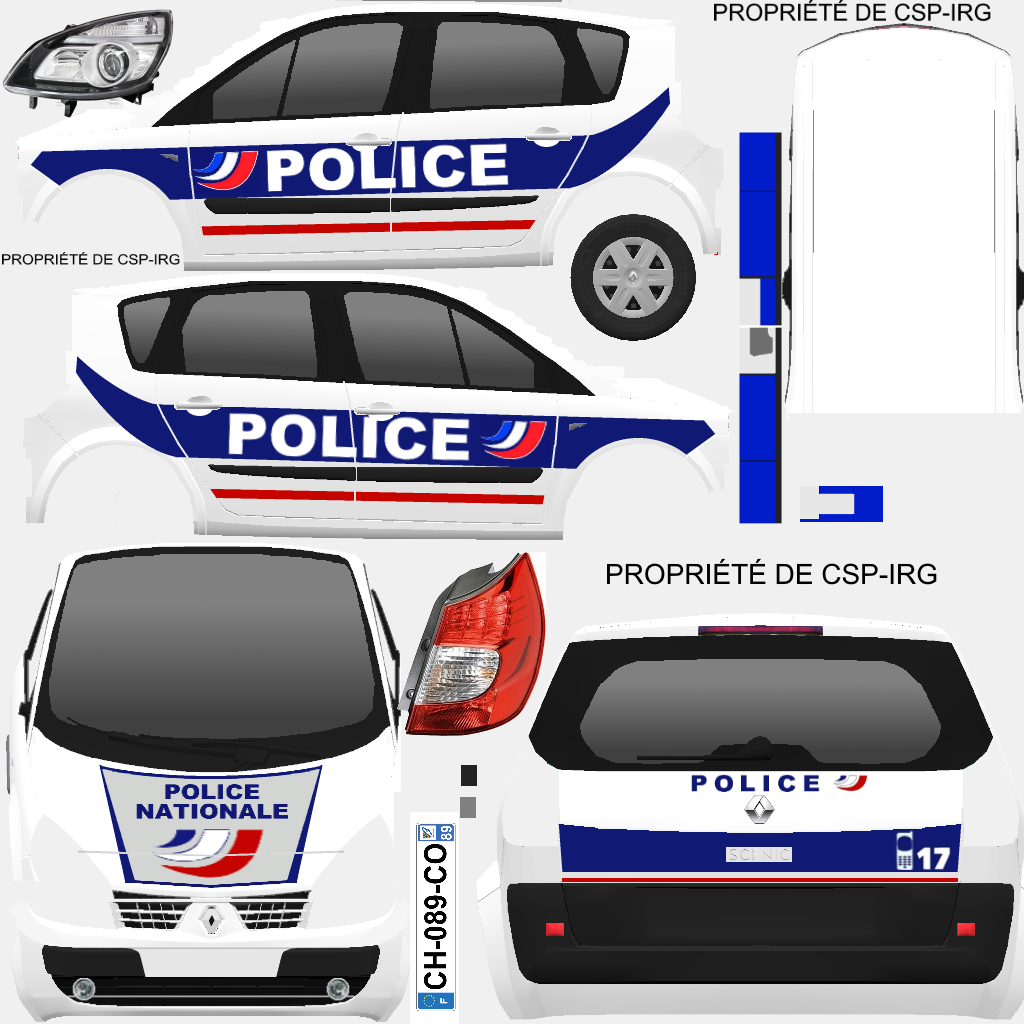 PROPRIÉTÉ DE CSP-IRG
POLICE
PROPRIÉTÉ DE CSP-IRG
POLICE
PROPRIÉTÉ DE CSP-IRG
POLICE
POLICE
NATIONALE
17
SCENIC
89
CH-089-CO
F